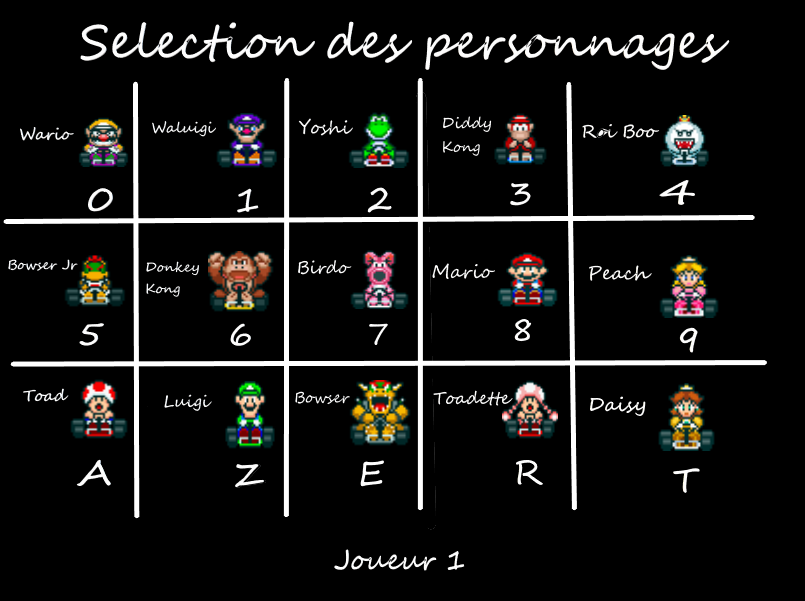 Selection des personnages
Wario
0
Waluigi
1
Yoshi
2
Diddy
Kong
3
Roi Boo
4
Bowser Jr
5
Donkey
Kong
6
Birdo
7
Mario
8
Peach
9
Toad
A
Luigi
Z
Bowser
E
Toadette
R
Daisy
T
Joueur 1